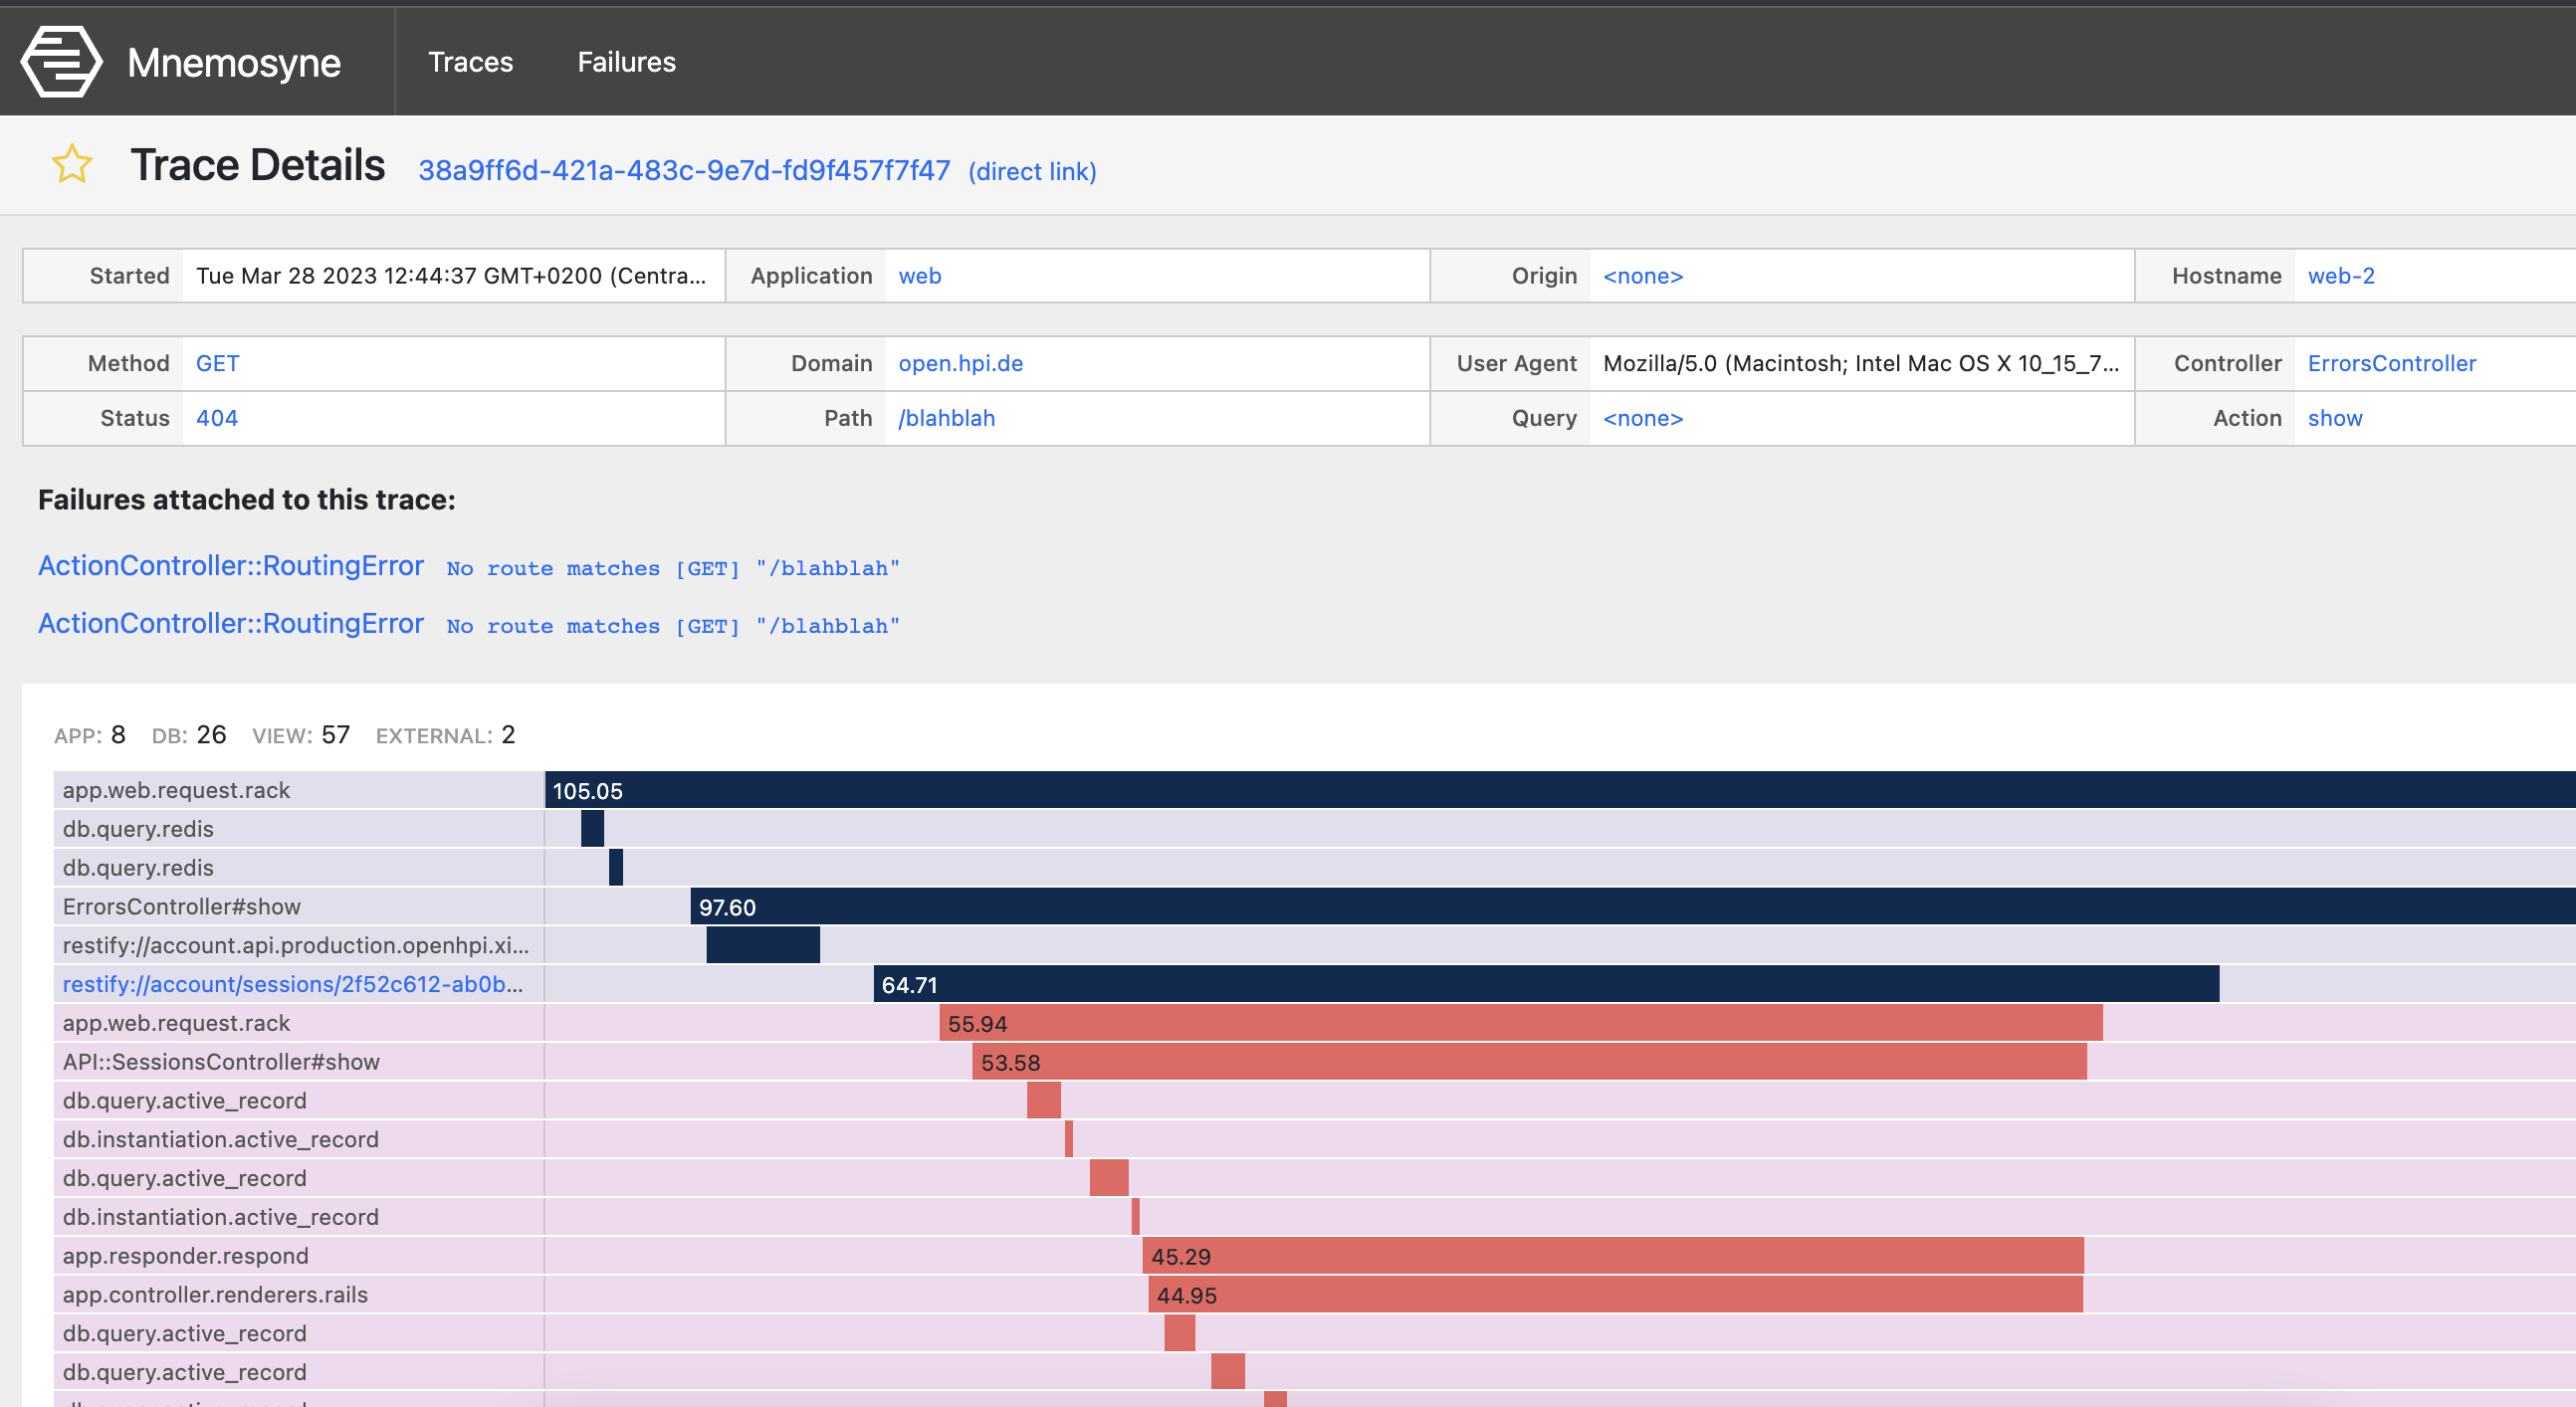 Mnemosyne Traces Failures
Trace Details 38a9ff6d-421a-483c-9e7d-fd9f457f7f47 (direct link)
Started Tue Mar 28 2023 12:44:37 GMT+0200 (Centra... Application web Origin <none> Hostname web-2
Method GET Domain open.hpi.de User Agent Mozilla/5.0 (Macintosh; Intel Mac OS X 10_15_7... Controller ErrorsController
Status 404 Path /blahblah Query <none> Action show
Failures attached to this trace:
ActionController::RoutingError No route matches [GET] "/blahblah"
ActionController::RoutingError No route matches [GET] "/blahblah"
APP: 8 DB: 26 VIEW: 57 EXTERNAL: 2
app.web.request.rack 105.05
db.query.redis
db.query.redis
ErrorsController#show 97.60
restify://account.api.production.openhpi.xi...
restify://account/sessions/2f52c612-ab0b... 64.71
app.web.request.rack 55.94
API::SessionsController#show 53.58
db.query.active_record
db.instantiation.active_record
db.query.active_record
db.instantiation.active_record
app.responder.respond 45.29
app.controller.renderers.rails 44.95
db.query.active_record
db.query.active_record